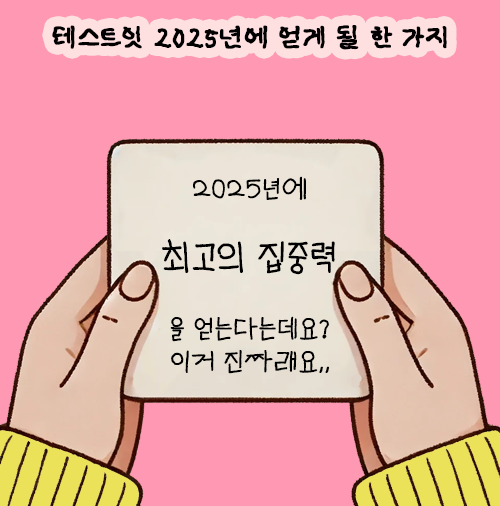 테스트잇 2025년에 얻게 될 한 가지
2025년에
최고의 집중력
을 얻는다는데요?
이거 진짜래요,,